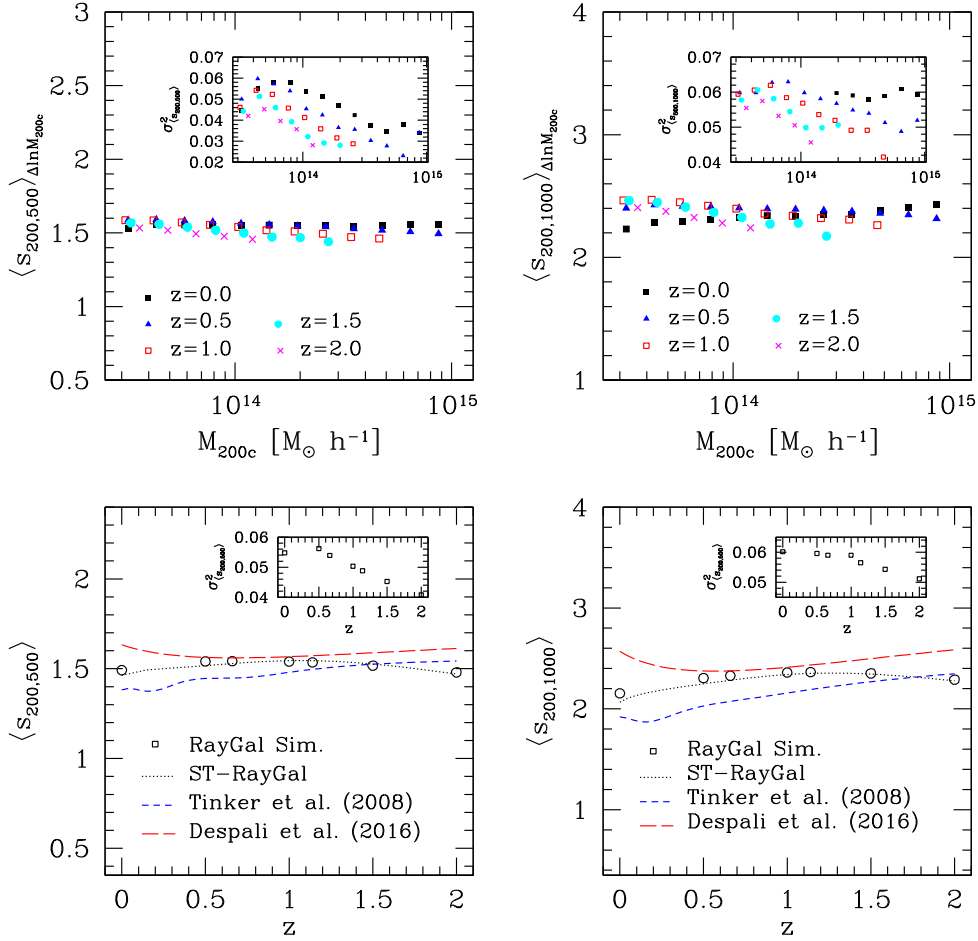 3
2.5
2
1.5
1
0.5
⟨s200,500⟩ΔlnM200c
0.07
0.06
0.05
0.04
0.03
0.02
σ²⟨s200,500⟩
10¹⁴
10¹⁵
z=0.0
z=0.5
z=1.5
z=1.0
z=2.0
10¹⁴
10¹⁵
M200c [M⊙ h⁻¹]
4
3
2
1
⟨s200,1000⟩ΔlnM200c
0.07
0.06
0.05
0.04
σ²⟨s200,1000⟩
10¹⁴
10¹⁵
z=0.0
z=0.5
z=1.5
z=1.0
z=2.0
10¹⁴
10¹⁵
M200c [M⊙ h⁻¹]
2
1.5
1
0.5
⟨s200,500⟩
0.06
0.05
0.04
σ²⟨s200,500⟩
0
0.5
1
1.5
2
z
RayGal Sim.
ST−RayGal
Tinker et al. (2008)
Despali et al. (2016)
0
0.5
1
1.5
2
z
4
3
2
1
⟨s200,1000⟩
0.06
0.05
σ²⟨s200,500⟩
0
0.5
1
1.5
2
z
RayGal Sim.
ST−RayGal
Tinker et al. (2008)
Despali et al. (2016)
0
0.5
1
1.5
2
z